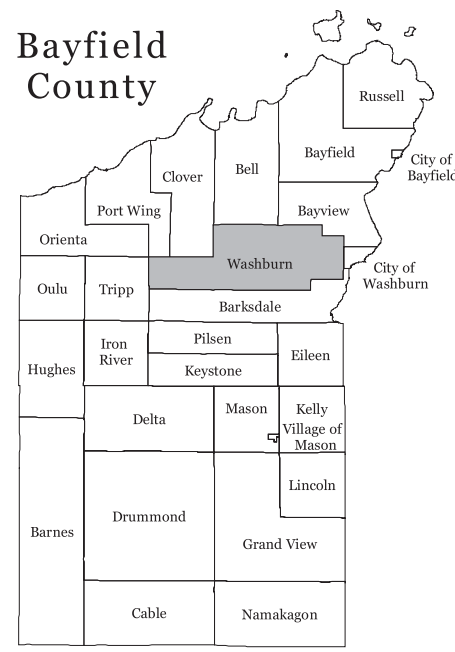 Bayfield
County
Russell
Bayfield
City of
Bayfield
Clover
Bell
Port Wing
Bayview
Orienta
Washburn
City of
Washburn
Oulu
Tripp
Barksdale
Iron
River
Pilsen
Eileen
Hughes
Keystone
Delta
Mason
Kelly
Village of
Mason
Lincoln
Drummond
Barnes
Grand View
Cable
Namakagon